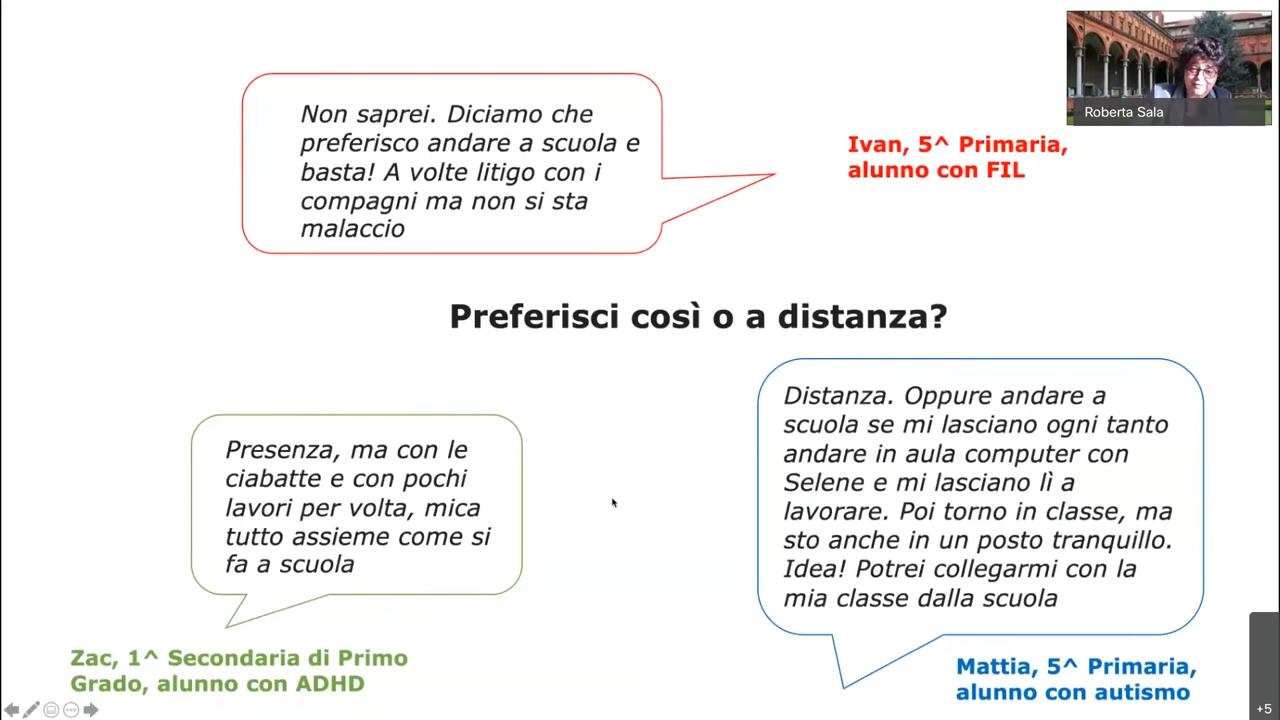 Roberta Sala
Non saprei. Diciamo che
preferisco andare a scuola e
basta! A volte litigo con i
compagni ma non si sta
malaccio
Ivan, 5^ Primaria,
alunno con FIL
Preferisci così o a distanza?
Presenza, ma con le
ciabatte e con pochi
lavori per volta, mica
tutto assieme come si
fa a scuola
Zac, 1^ Secondaria di Primo
Grado, alunno con ADHD
Distanza. Oppure andare a
scuola se mi lasciano ogni tanto
andare in aula computer con
Selene e mi lasciano lì a
lavorare. Poi torno in classe, ma
sto anche in un posto tranquillo.
Idea! Potrei collegarmi con la
mia classe dalla scuola
Mattia, 5^ Primaria,
alunno con autismo
+5